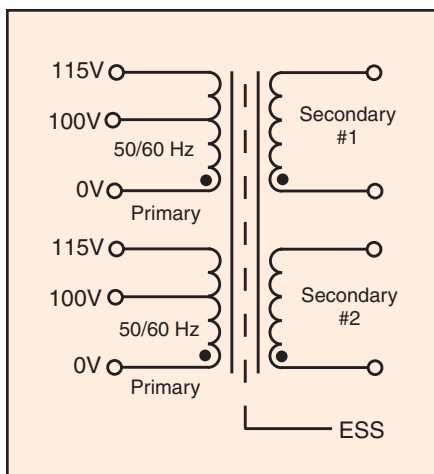 115V
100V
50/60 Hz
0V
Primary
115V
100V
50/60 Hz
0V
Primary
Secondary
#1
Secondary
#2
ESS